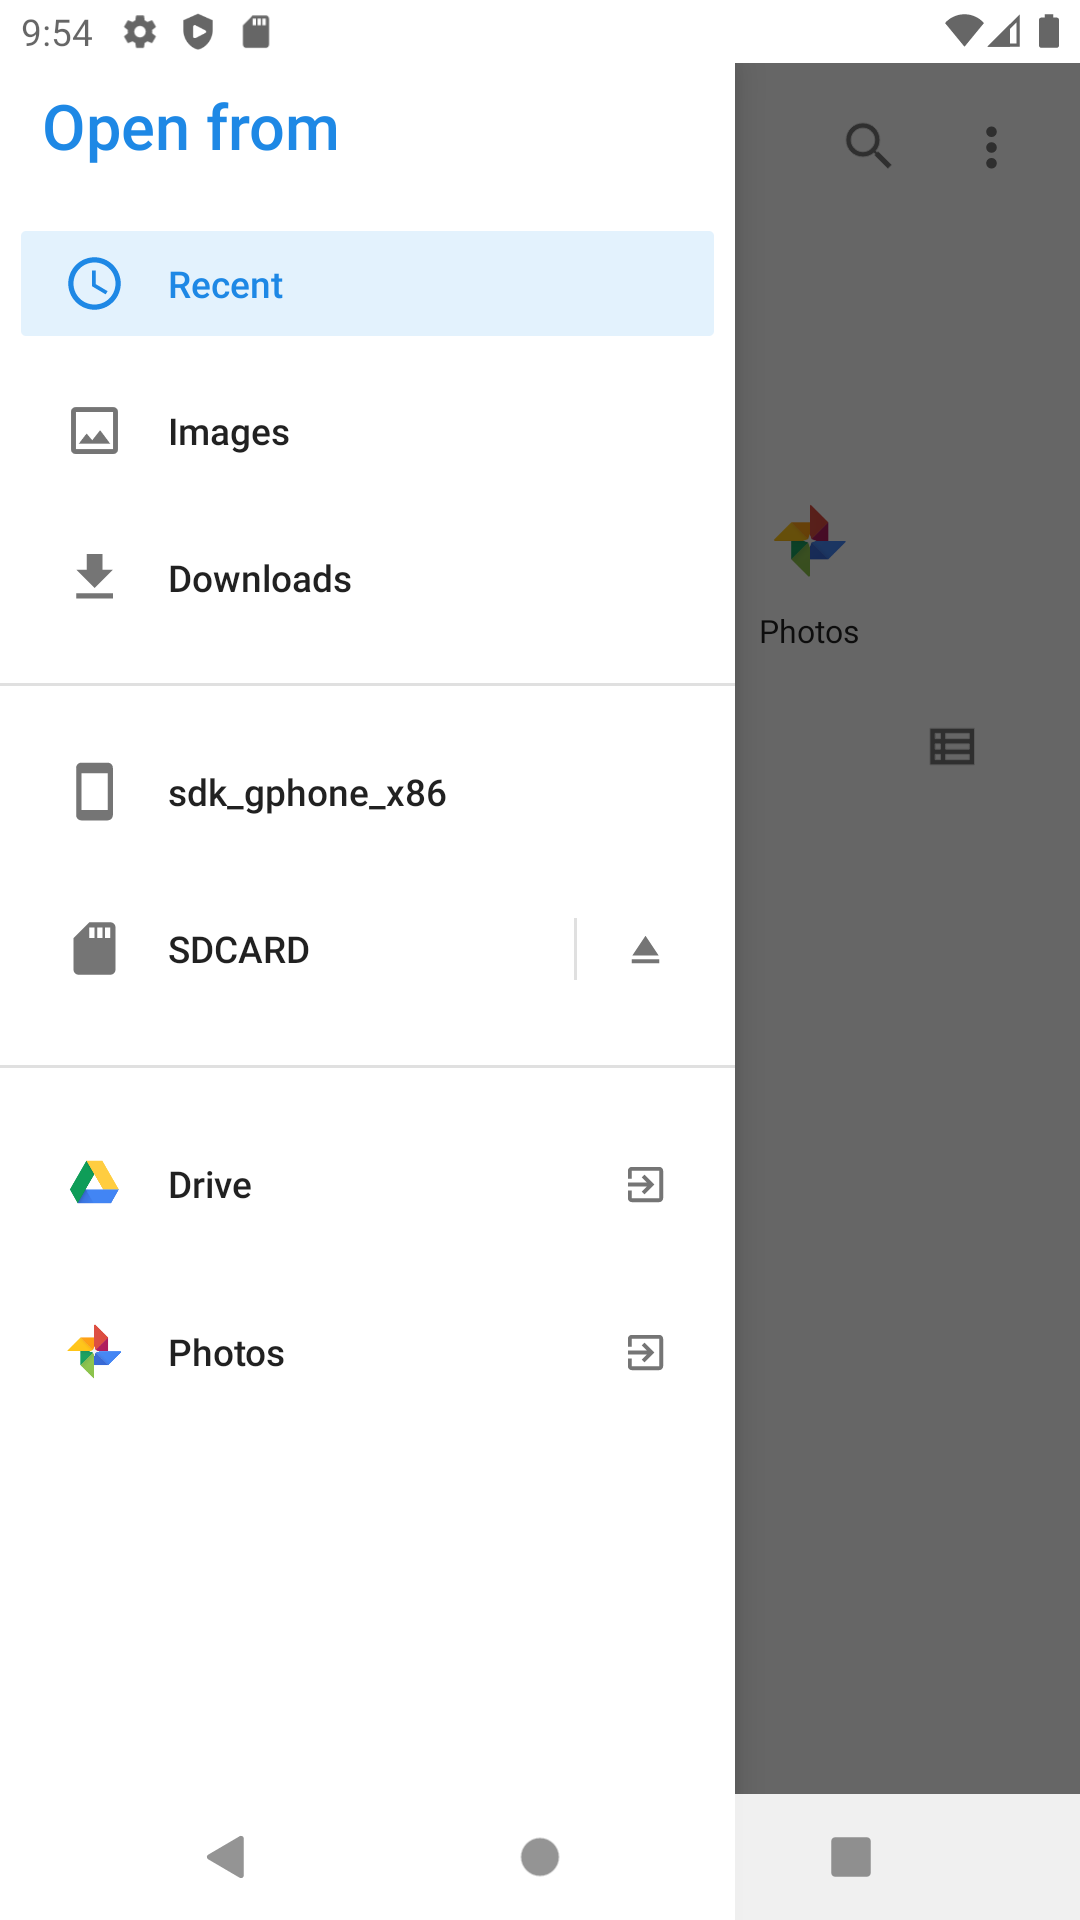 9:54
Open from
Recent
Images
Downloads
Photos
sdk_gphone_x86
SDCARD
Drive
Photos